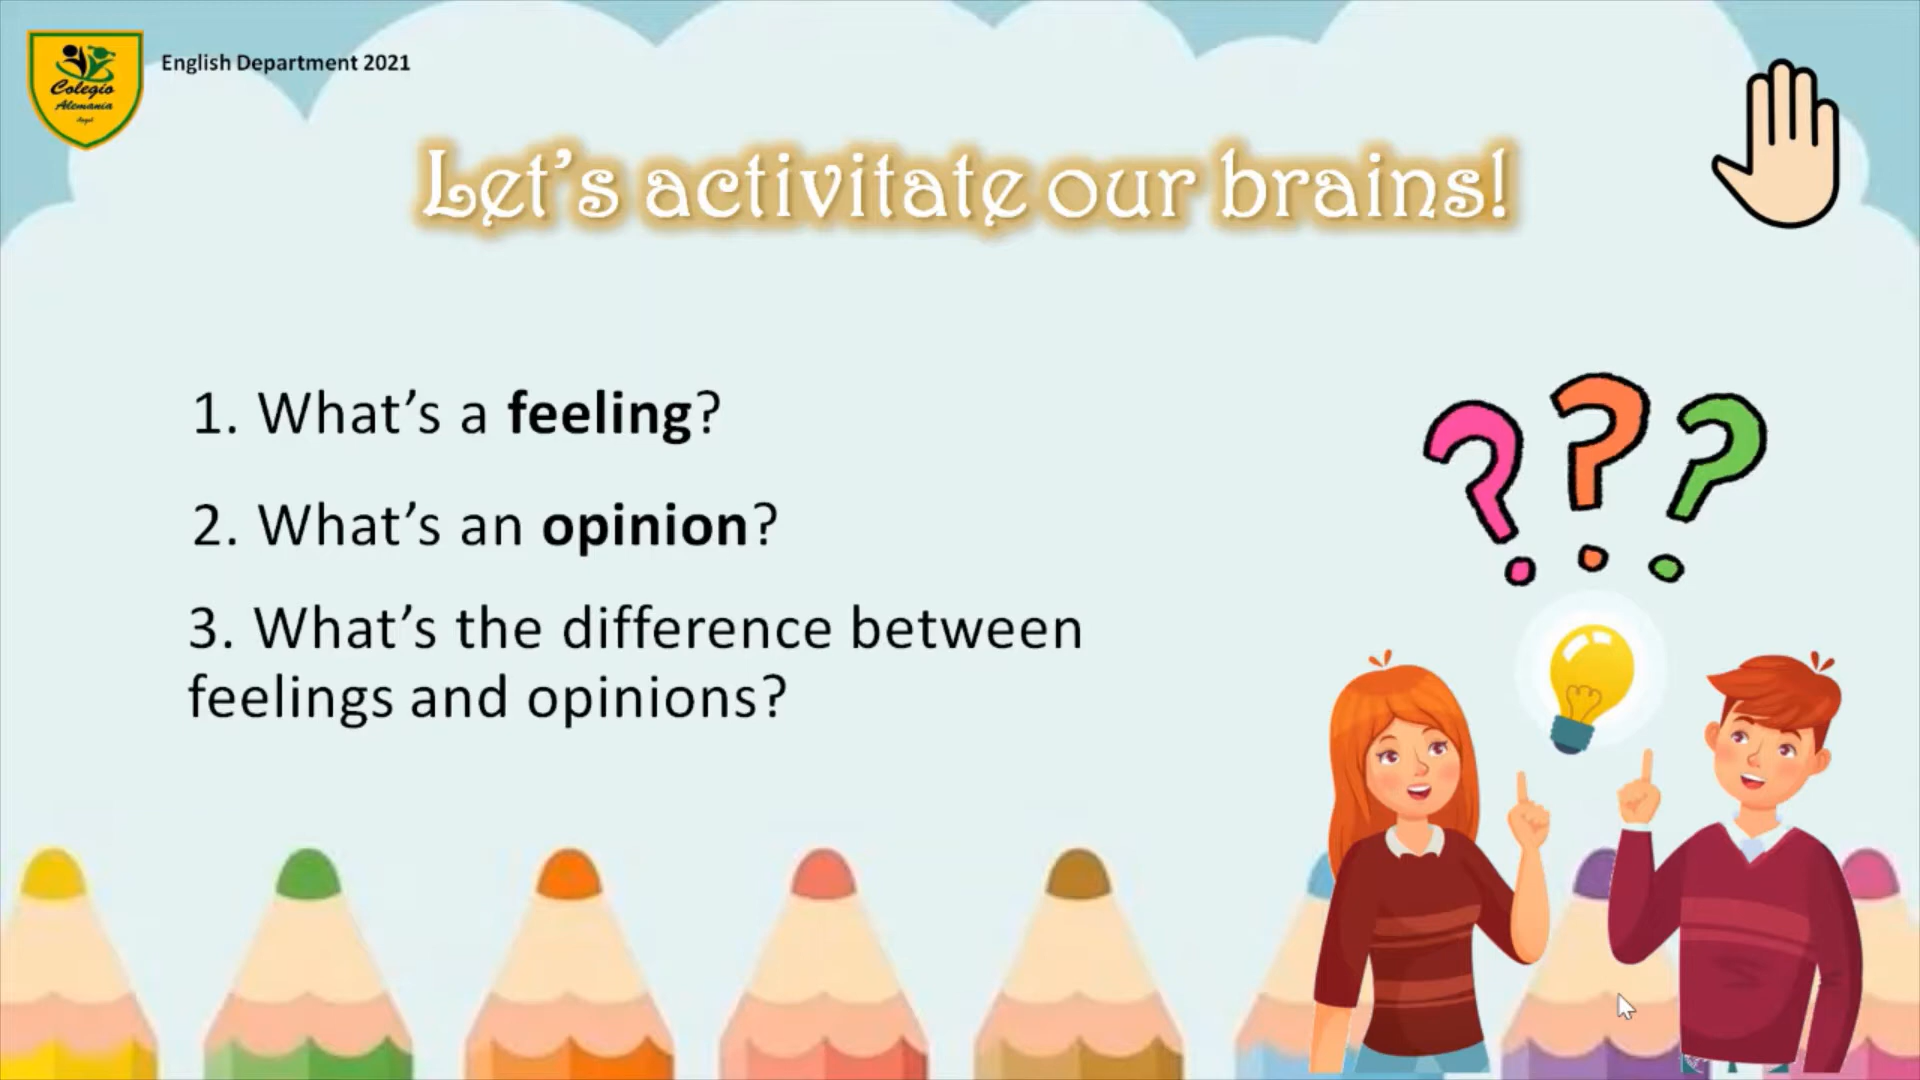 Colegio
Alemania
English Department 2021
Let’s activitate our brains!
1. What’s a feeling?
2. What’s an opinion?
3. What’s the difference between
feelings and opinions?